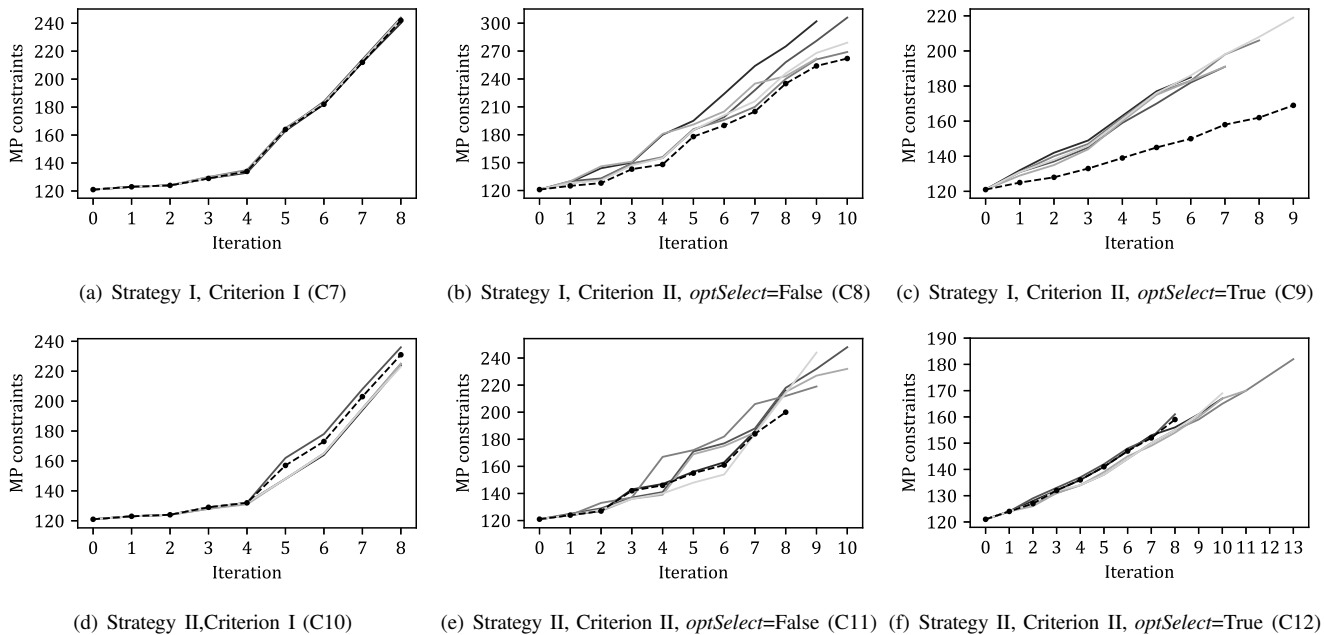 240
220
200
180
160
140
120
MP constraints
0 1 2 3 4 5 6 7 8
Iteration
(a) Strategy I, Criterion I (C7)
300
270
240
210
180
150
120
MP constraints
0 1 2 3 4 5 6 7 8 9 10
Iteration
(b) Strategy I, Criterion II, optSelect=False (C8)
220
200
180
160
140
120
MP constraints
0 1 2 3 4 5 6 7 8 9
Iteration
(c) Strategy I, Criterion II, optSelect=True (C9)
240
220
200
180
160
140
120
MP constraints
0 1 2 3 4 5 6 7 8
Iteration
(d) Strategy II,Criterion I (C10)
240
220
200
180
160
140
120
MP constraints
0 1 2 3 4 5 6 7 8 9 10
Iteration
(e) Strategy II, Criterion II, optSelect=False (C11)
190
180
170
160
150
140
130
120
MP constraints
0 1 2 3 4 5 6 7 8 9 10 11 12 13
Iteration
(f) Strategy II, Criterion II, optSelect=True (C12)